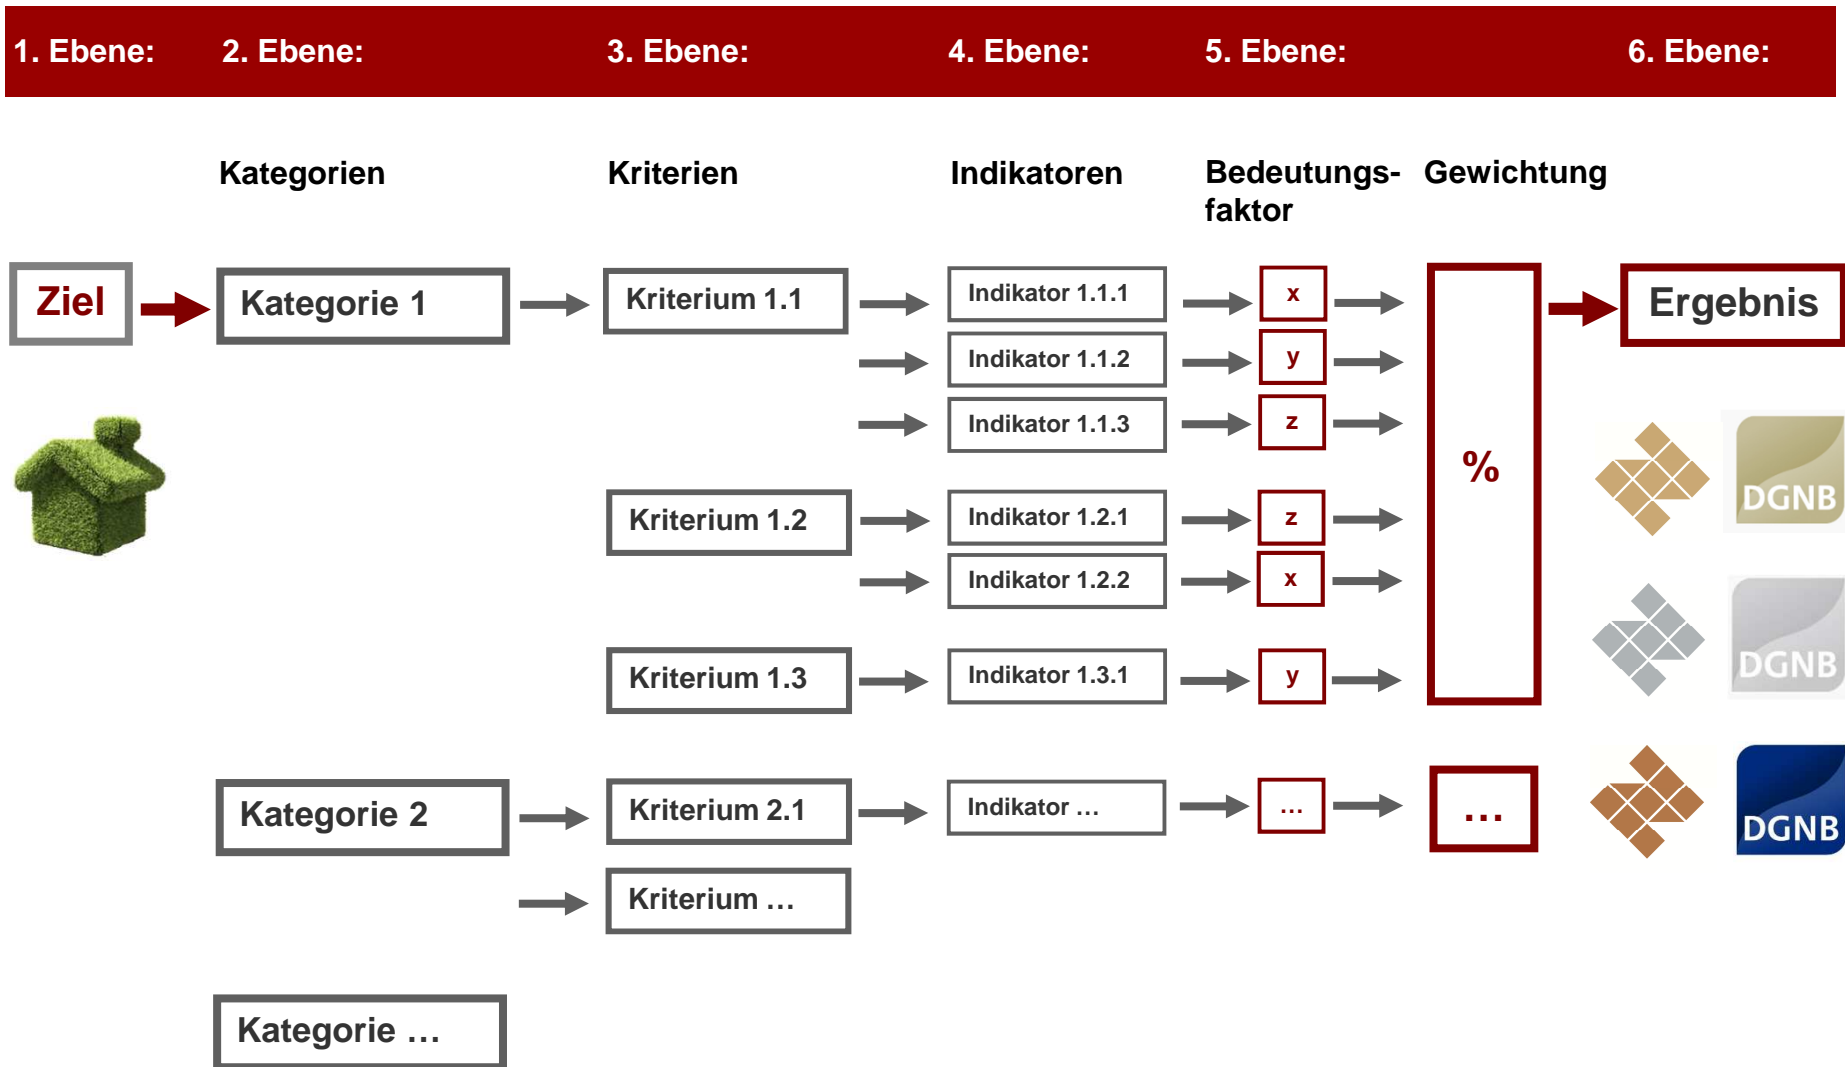 1. Ebene: 2. Ebene: 3. Ebene: 4. Ebene: 5. Ebene: 6. Ebene:
Kategorien Kriterien Indikatoren Bedeutungs- Gewichtung
faktor
Ziel Kategorie 1 Kriterium 1.1 Indikator 1.1.1 x Ergebnis
Indikator 1.1.2 y
Indikator 1.1.3 z
%
DGNB
Kriterium 1.2 Indikator 1.2.1 z
Indikator 1.2.2 x
Kriterium 1.3 Indikator 1.3.1 y
DGNB
Kategorie 2 Kriterium 2.1 Indikator … … …
DGNB
Kriterium …
Kategorie …